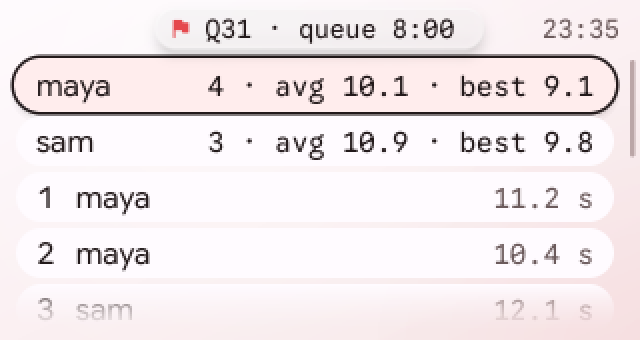 Q31 · queue 8:00 23:35
maya 4 · avg 10.1 · best 9.1
sam 3 · avg 10.9 · best 9.8
1 maya 11.2 s
2 maya 10.4 s
3 sam 12.1 s